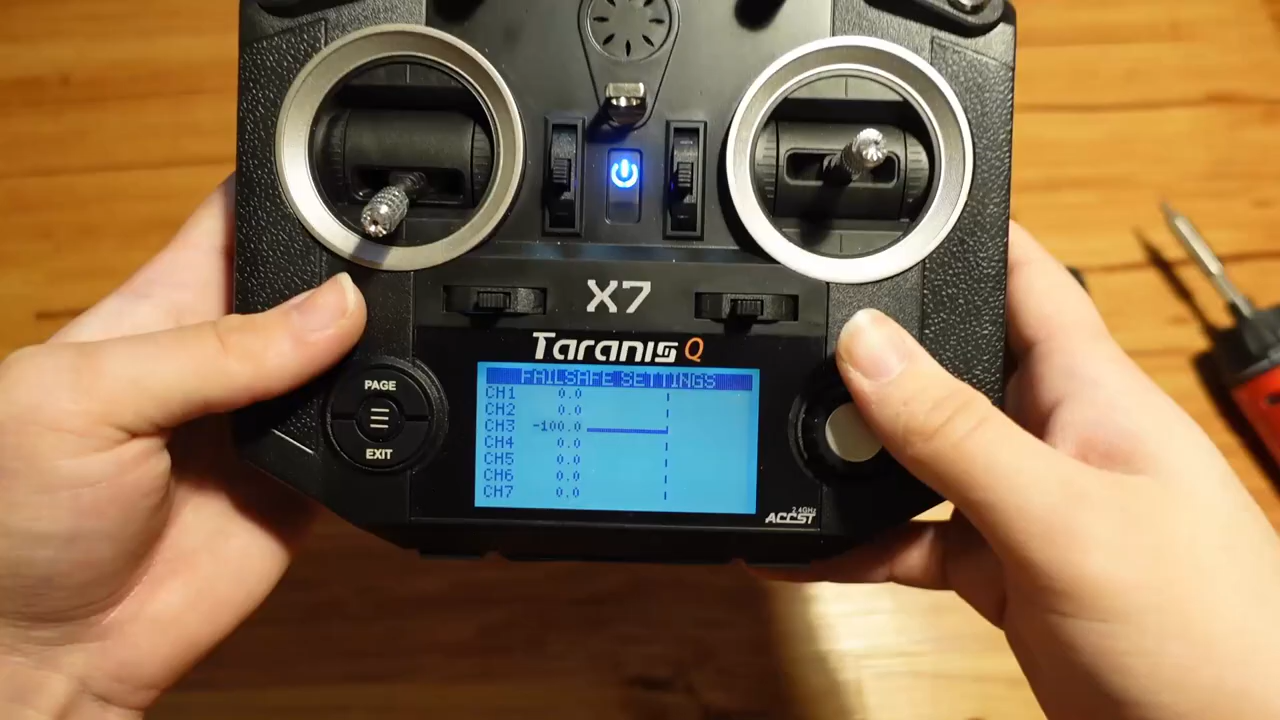 X7
Taranis Q
PAGE
EXIT
FAILSAFE SETTINGS
CH1 0.0
CH2 0.0
CH3 -100.0
CH4 0.0
CH5 0.0
CH6 0.0
CH7 0.0
2.4GHz
ACCST